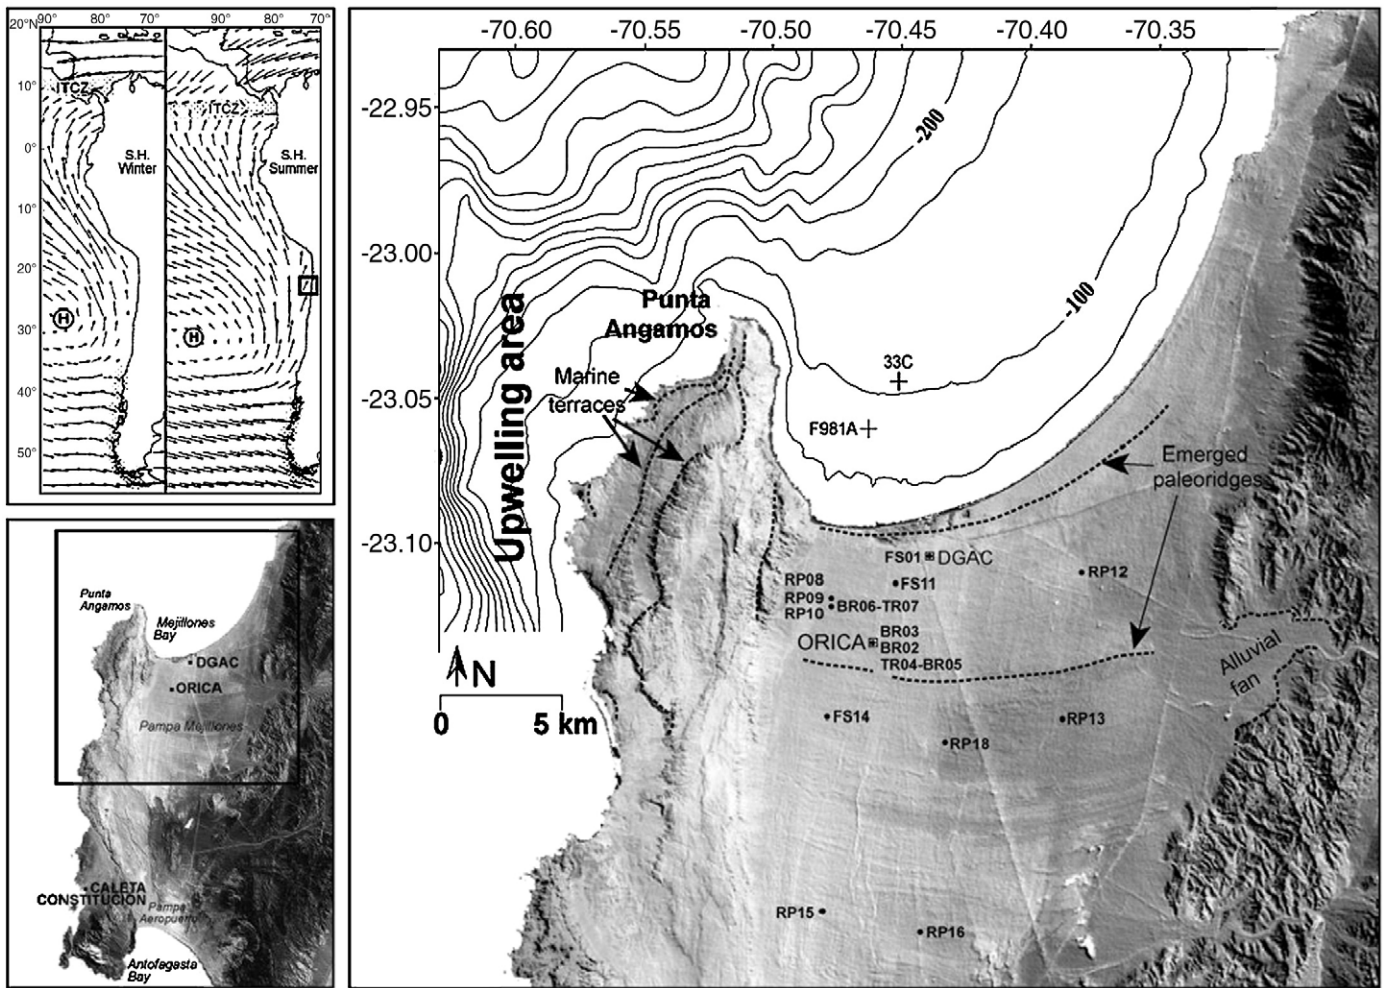 90°
80°
70°
80°
70°
20°N
10°
0°
10°
20°
30°
40°
50°
ITCZ
ITCZ
S.H.
Winter
S.H.
Summer
H
H
Punta
Angamos
Mejillones
Bay
DGAC
ORICA
Pampa Mejillones
CALETA
CONSTITUCIÓN
Pampa
Aeropuerto
Antofagasta
Bay
-70.60
-70.55
-70.50
-70.45
-70.40
-70.35
-22.95
-23.00
-23.05
-23.10
-200
-100
Punta
Angamos
Upwelling area
Marine
terraces
33C
F981A
Emerged
paleoridges
FS01
DGAC
FS11
RP12
RP08
RP09
RP10
BR06-TR07
ORICA
BR03
BR02
TR04-BR05
Alluvial
fan
FS14
RP13
RP18
RP15
RP16
N
0
5 km